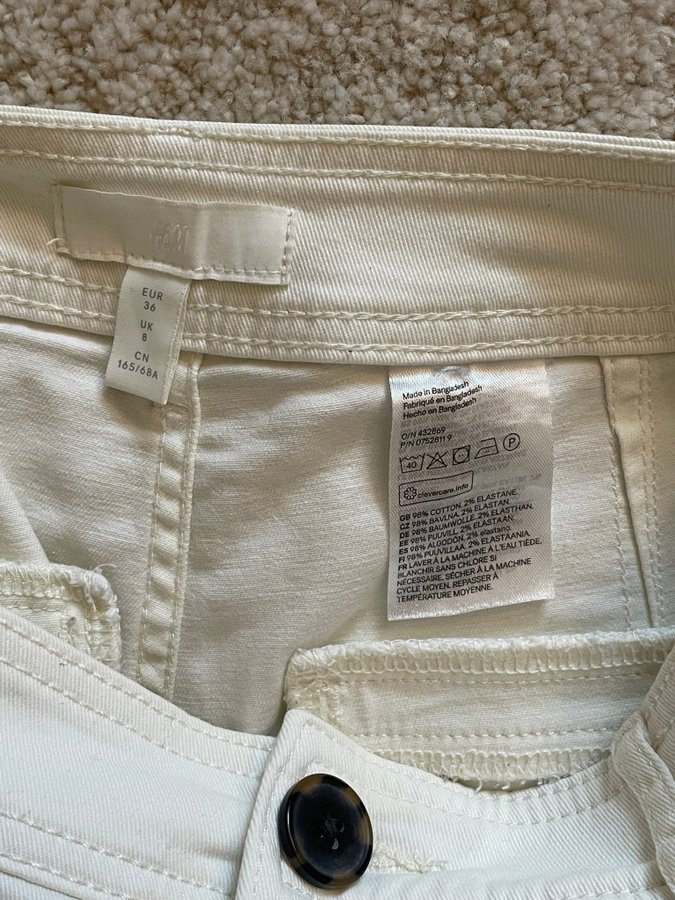 H&M
EUR
36
UK
8
CN
165/68A
Made in Bangladesh
Fabriqué en Bangladesh
Hecho en Bangladesh
O/N 432869
P/N 0752811 9
40
P
clevercare.info
GB 98% COTTON, 2% ELASTANE.
CZ 98% BAVLNA, 2% ELASTAN.
DE 98% BAUMWOLLE, 2% ELASTHAN.
EE 98% PUUVILL, 2% ELASTAAN.
ES 98% ALGODÓN, 2% elastano.
FI 98% PUUVILLAA, 2% ELASTAANIA.
FR LAVER À LA MACHINE A L'EAU TIÈDE.
BLANCHIR SANS CHLORE SI
NÉCESSAIRE. SÉCHER À LA MACHINE
CYCLE MOYEN. REPASSER À
TEMPÉRATURE MOYENNE.